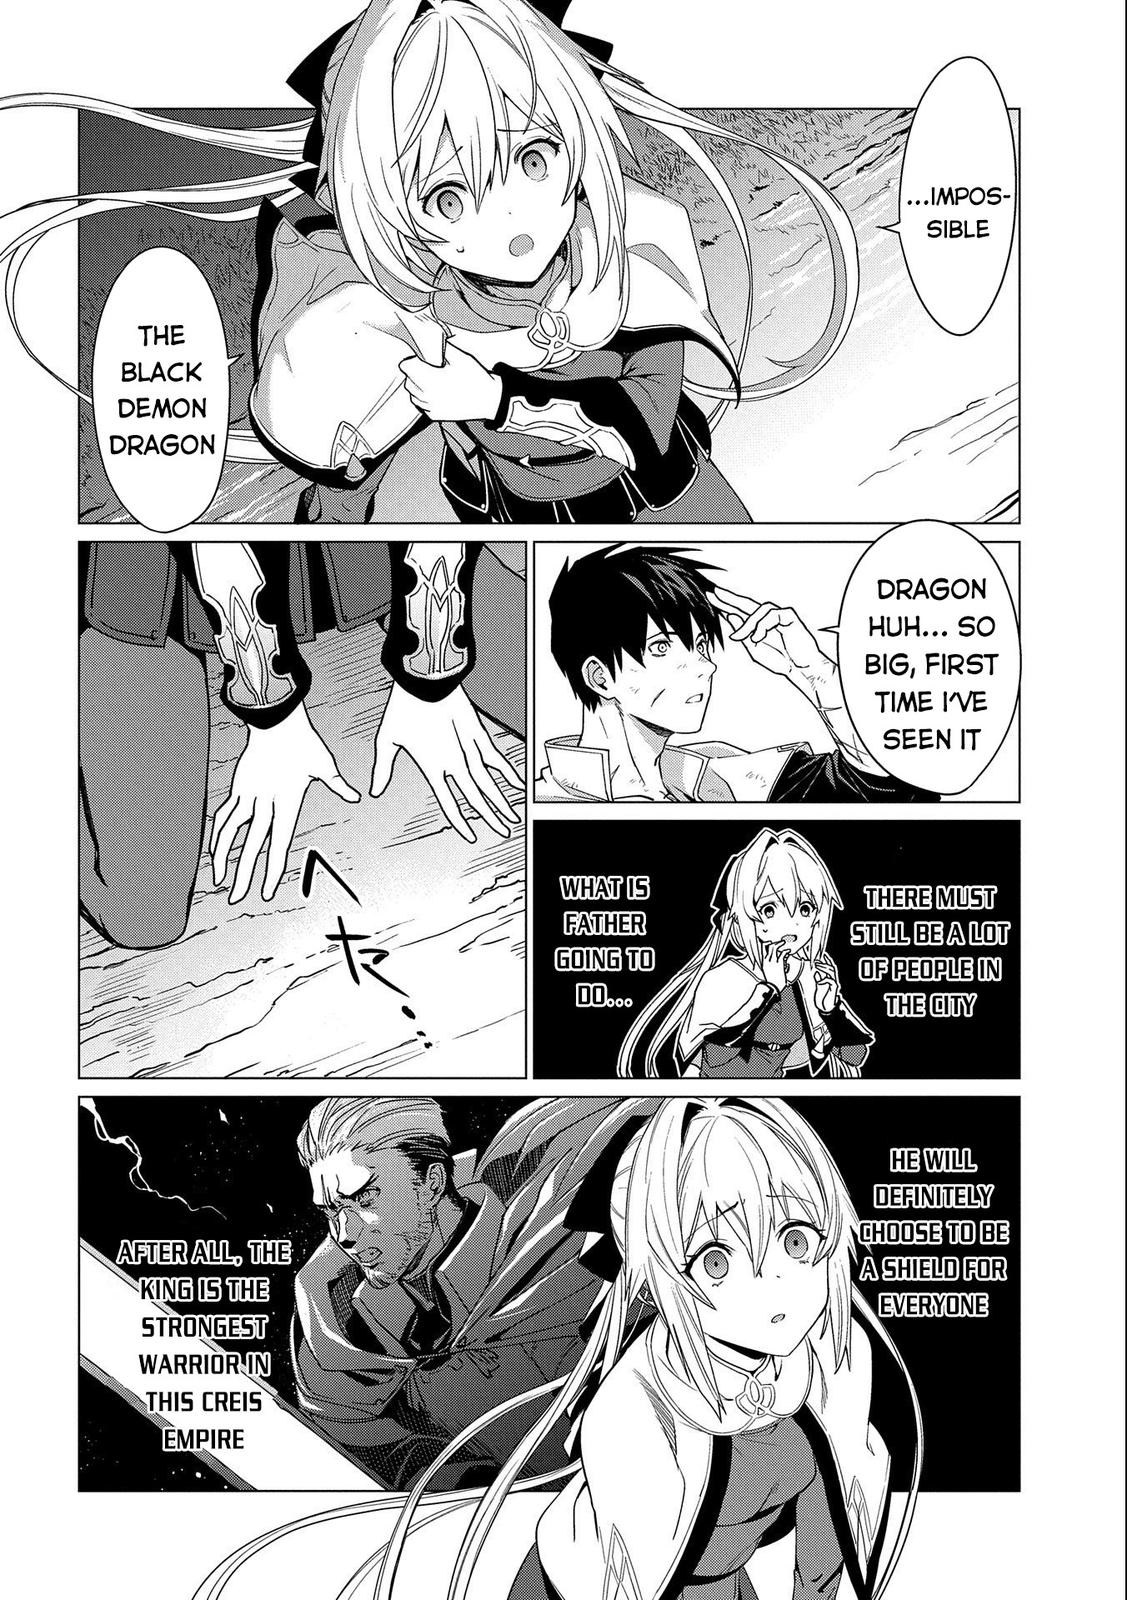 ...IMPOS-
SIBLE
THE
BLACK
DEMON
DRAGON
DRAGON
HUH... SO
BIG, FIRST
TIME I'VE
SEEN IT
へ
た
...
THERE MUST
STILL BE A LOT
OF PEOPLE IN
THE CITY
WHAT IS
FATHER
GOING TO
DO...
HE WILL
DEFINITELY
CHOOSE TO BE
A SHIELD FOR
EVERYONE
AFTER ALL, THE
KING IS THE
STRONGEST
WARRIOR IN
THIS CREIS
EMPIRE